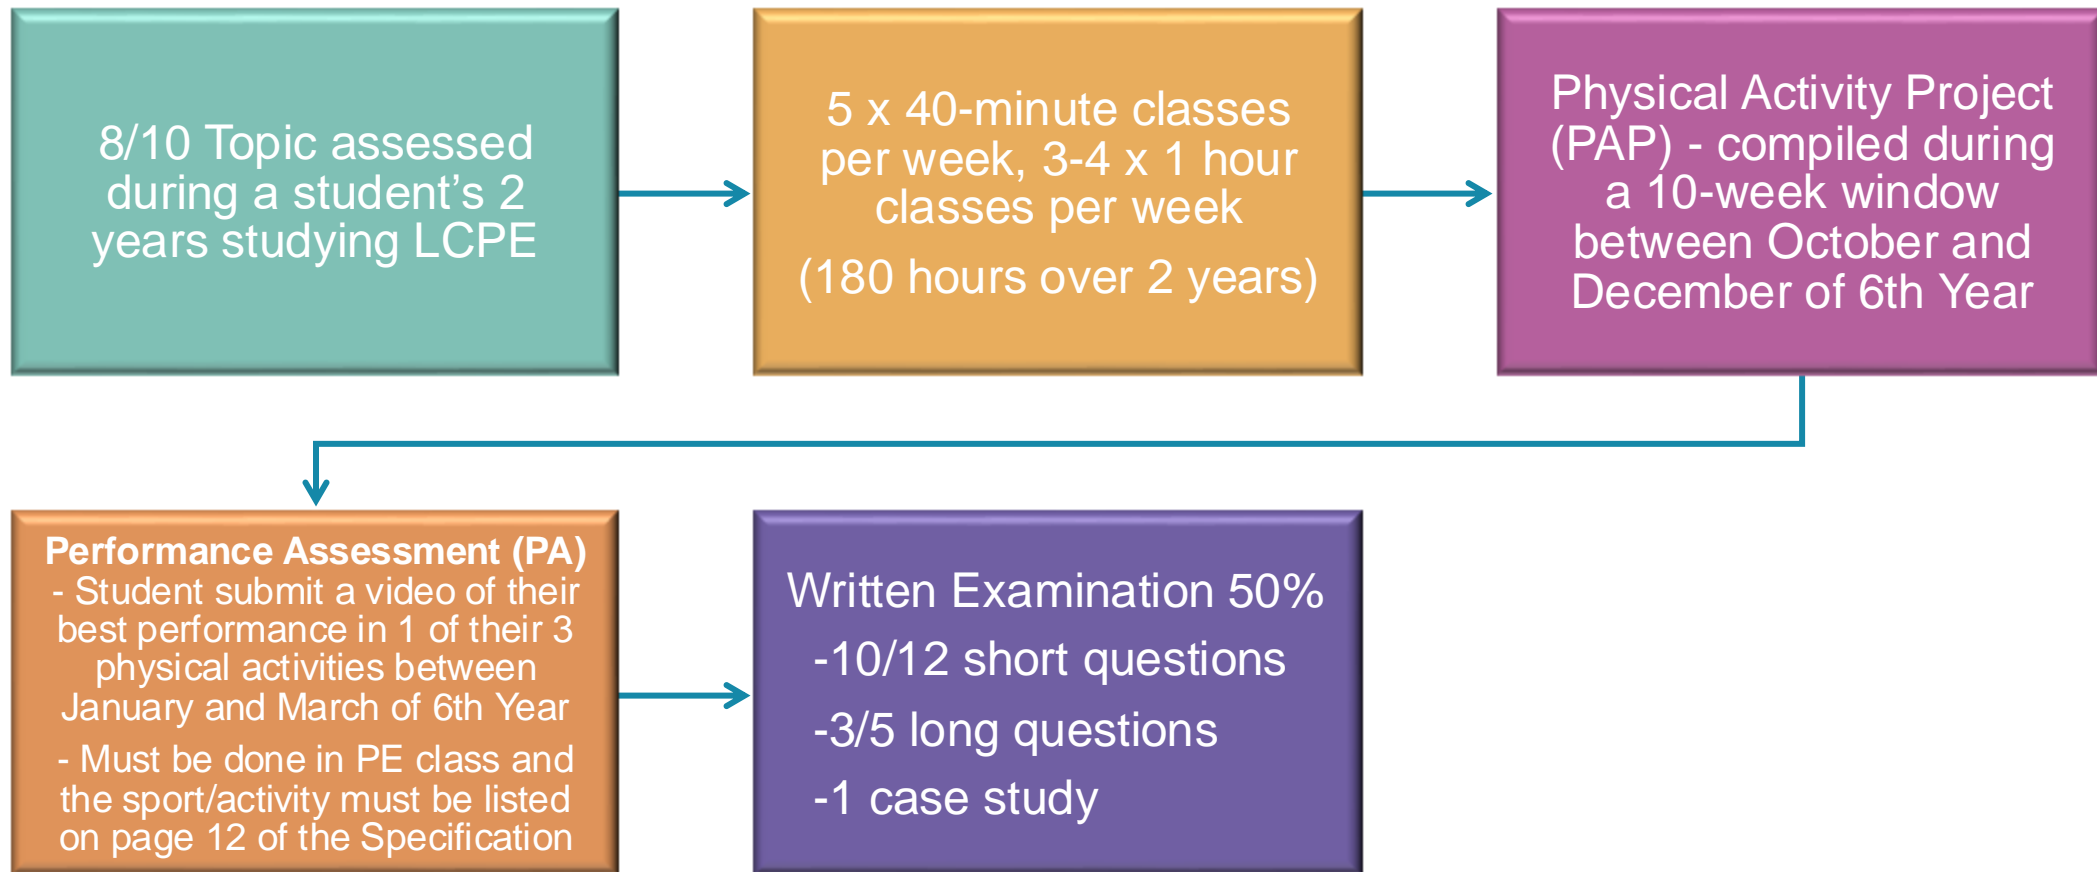 8/10 Topic assessed
during a student’s 2
years studying LCPE
5 x 40-minute classes
per week, 3-4 x 1 hour
classes per week
(180 hours over 2 years)
Physical Activity Project
(PAP) - compiled during
a 10-week window
between October and
December of 6th Year
Performance Assessment (PA)
- Student submit a video of their
best performance in 1 of their 3
physical activities between
January and March of 6th Year
- Must be done in PE class and
the sport/activity must be listed
on page 12 of the Specification
Written Examination 50%
-10/12 short questions
-3/5 long questions
-1 case study